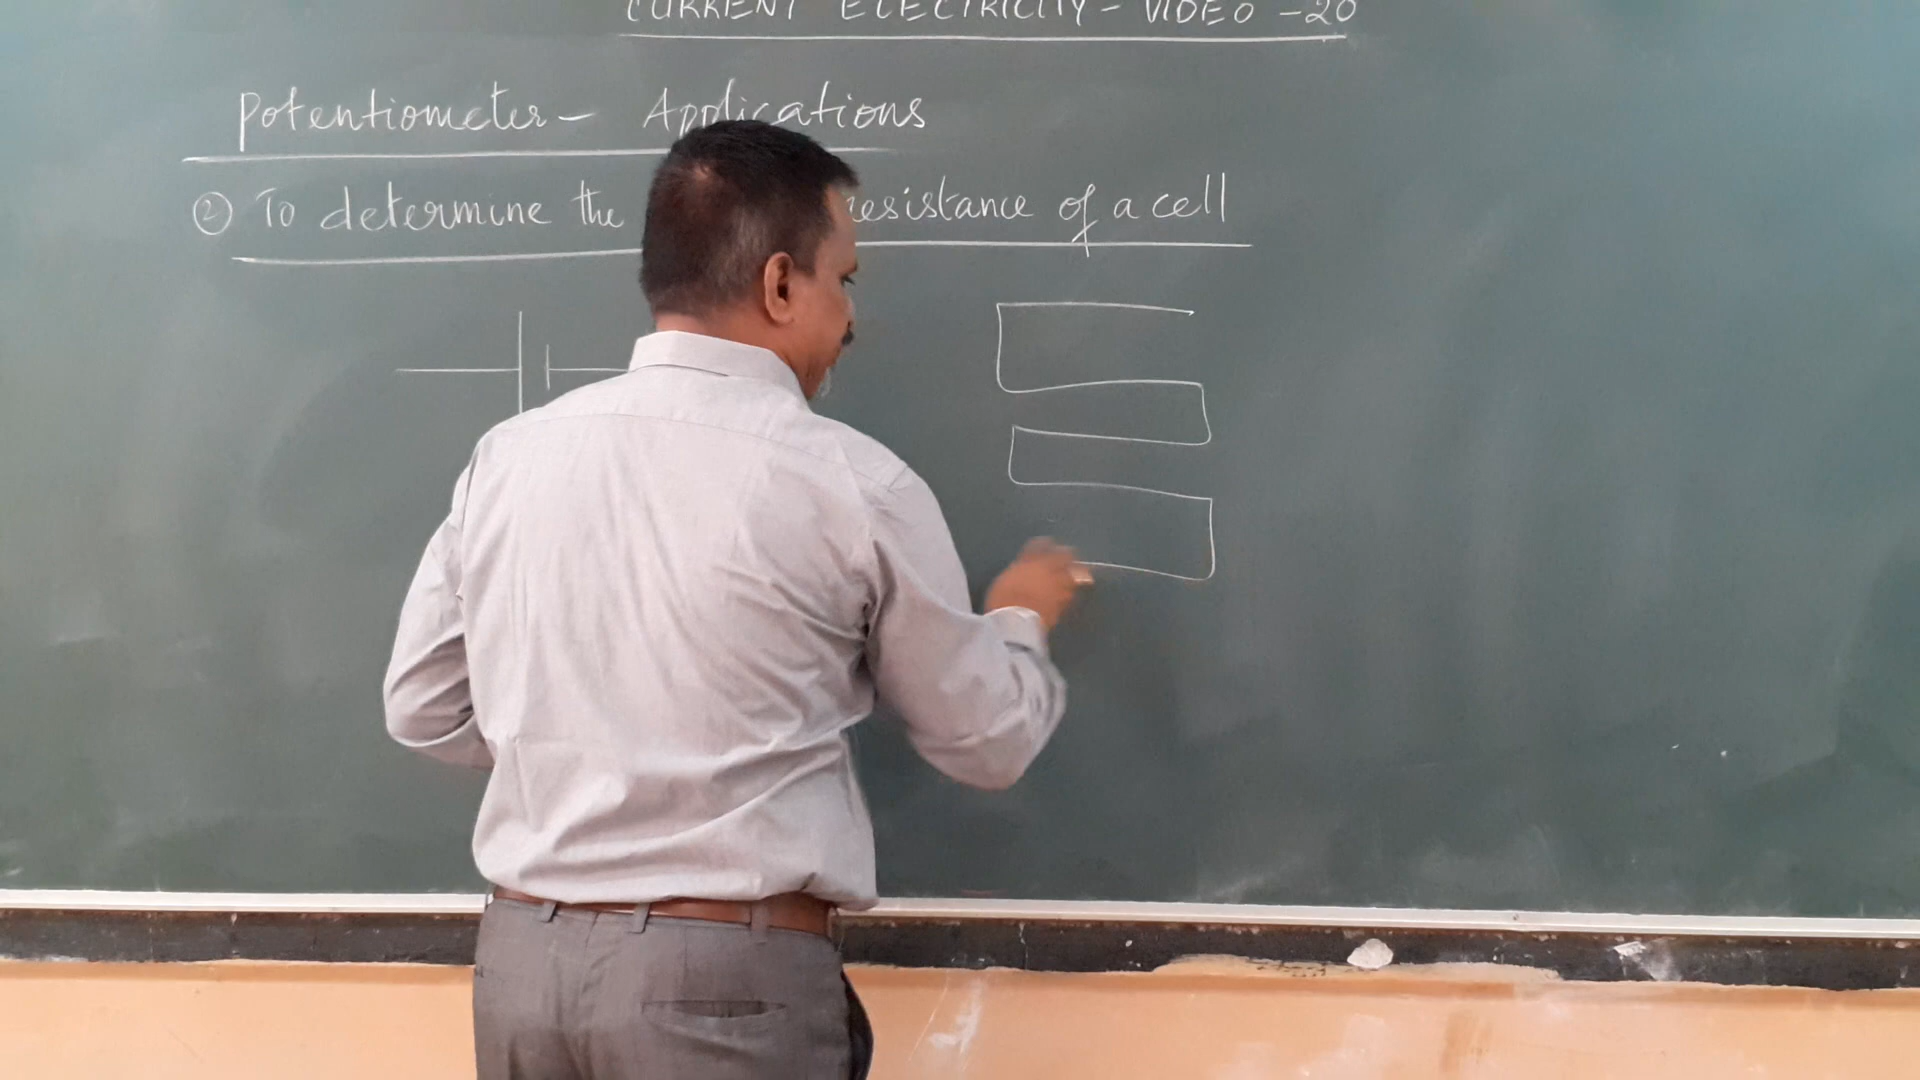 CURRENT ELECTRICITY - VIDEO - 20
Potentiometer - Applications
② To determine the resistance of a cell